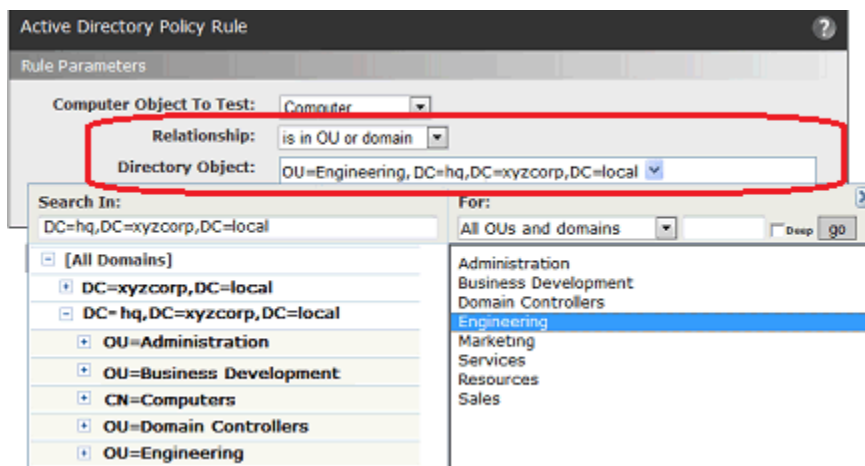 Active Directory Policy Rule ?
Rule Parameters
Computer Object To Test: Computer
Relationship: is in OU or domain
Directory Object: OU=Engineering, DC=hq,DC=xyzcorp,DC=local
Search In:
DC=hq,DC=xyzcorp,DC=local
For:
All OUs and domains Deep go
[All Domains]
DC=xyzcorp,DC=local
DC=hq,DC=xyzcorp,DC=local
OU=Administration
OU=Business Development
CN=Computers
OU=Domain Controllers
OU=Engineering
Administration
Business Development
Domain Controllers
Engineering
Marketing
Services
Resources
Sales